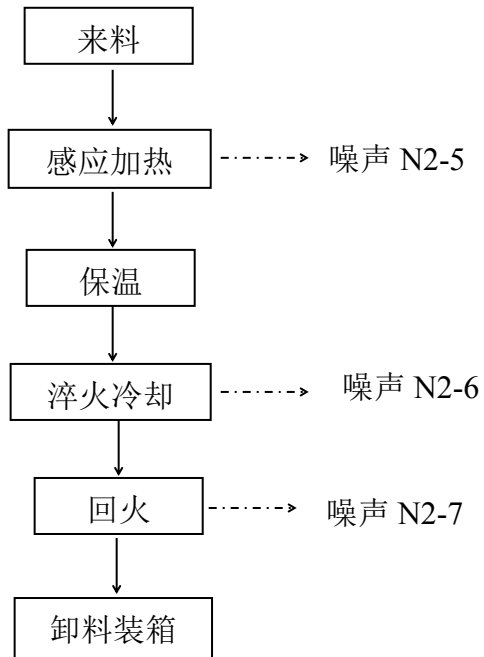 来料
感应加热 噪声 N2-5
保温
淬火冷却 噪声 N2-6
回火 噪声 N2-7
卸料装箱